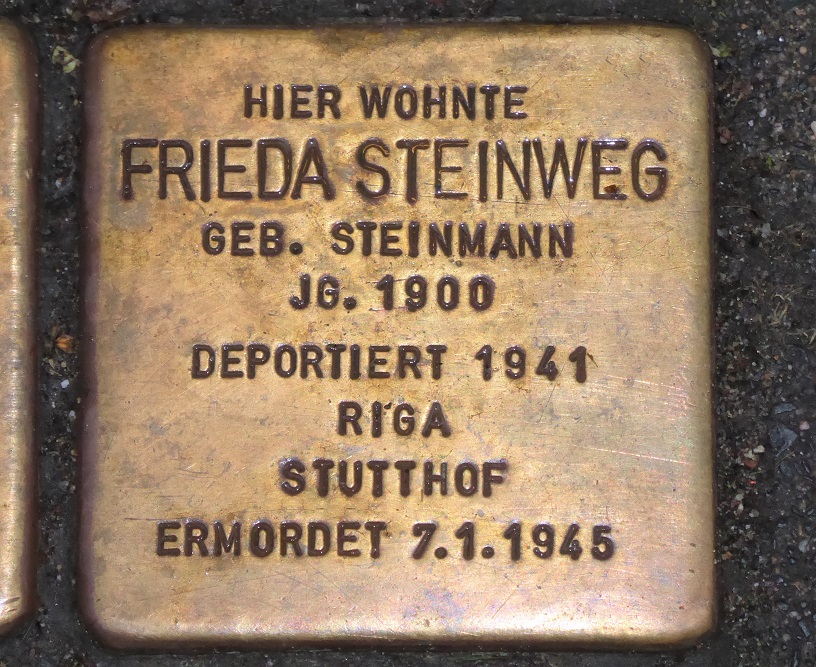 HIER WOHNTE
FRIEDA STEINWEG
GEB. STEINMANN
JG. 1900
DEPORTIERT 1941
RIGA
STUTTHOF
ERMORDET 7.1.1945